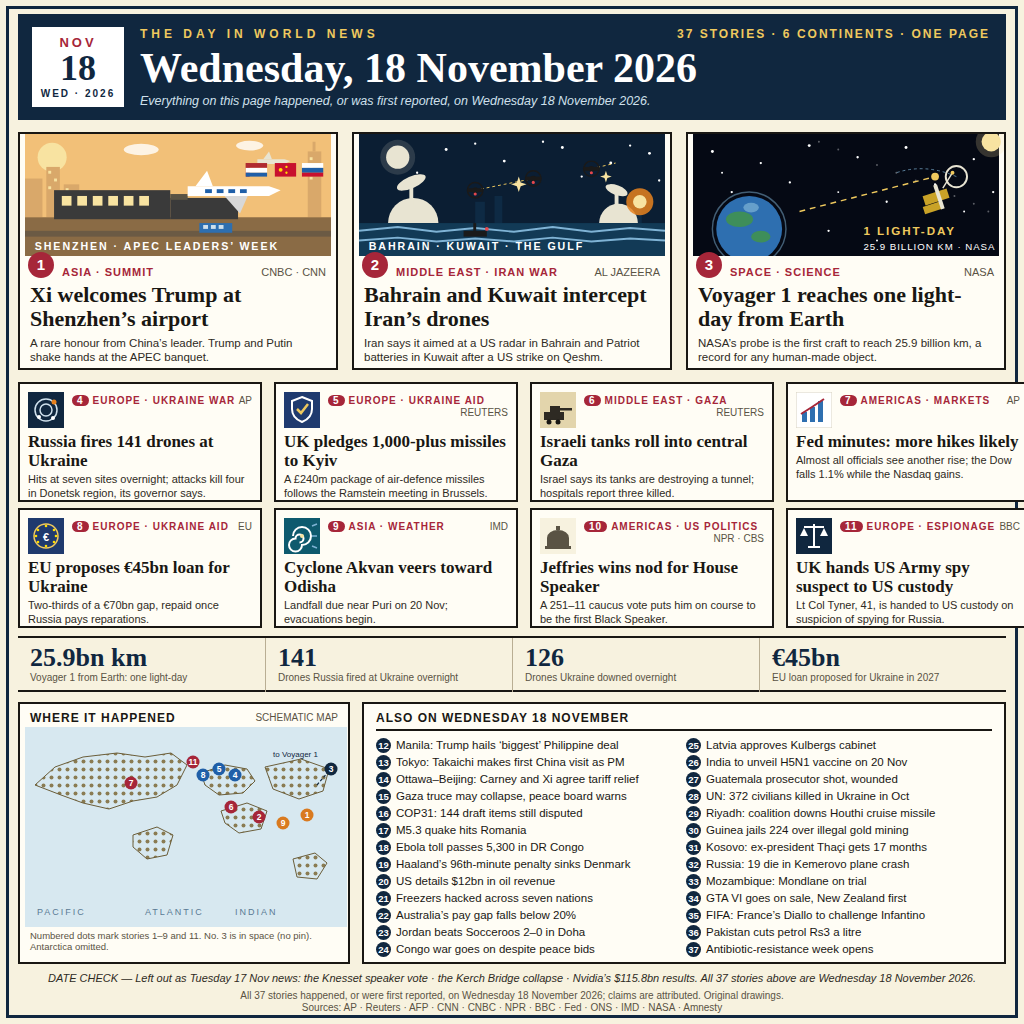 NOV
18
WED · 2026
THE DAY IN WORLD NEWS
37 STORIES · 6 CONTINENTS · ONE PAGE
Wednesday, 18 November 2026
Everything on this page happened, or was first reported, on Wednesday 18 November 2026.
SHENZHEN · APEC LEADERS' WEEK
1 ASIA · SUMMIT CNBC · CNN
Xi welcomes Trump at
Shenzhen's airport
A rare honour from China's leader. Trump and Putin
shake hands at the APEC banquet.
BAHRAIN · KUWAIT · THE GULF
2 MIDDLE EAST · IRAN WAR AL JAZEERA
Bahrain and Kuwait intercept
Iran's drones
Iran says it aimed at a US radar in Bahrain and Patriot
batteries in Kuwait after a US strike on Qeshm.
1 LIGHT-DAY
25.9 BILLION KM · NASA
3 SPACE · SCIENCE NASA
Voyager 1 reaches one light-
day from Earth
NASA's probe is the first craft to reach 25.9 billion km, a
record for any human-made object.
4 EUROPE · UKRAINE WAR AP
Russia fires 141 drones at
Ukraine
Hits at seven sites overnight; attacks kill four
in Donetsk region, its governor says.
5 EUROPE · UKRAINE AID
REUTERS
UK pledges 1,000-plus missiles
to Kyiv
A £240m package of air-defence missiles
follows the Ramstein meeting in Brussels.
6 MIDDLE EAST · GAZA
REUTERS
Israeli tanks roll into central
Gaza
Israel says its tanks are destroying a tunnel;
hospitals report three killed.
7 AMERICAS · MARKETS AP
Fed minutes: more hikes likely
Almost all officials see another rise; the Dow
falls 1.1% while the Nasdaq gains.
€
8 EUROPE · UKRAINE AID EU
EU proposes €45bn loan for
Ukraine
Two-thirds of a €70bn gap, repaid once
Russia pays reparations.
9 ASIA · WEATHER IMD
Cyclone Akvan veers toward
Odisha
Landfall due near Puri on 20 Nov;
evacuations begin.
10 AMERICAS · US POLITICS
NPR · CBS
Jeffries wins nod for House
Speaker
A 251–11 caucus vote puts him on course to
be the first Black Speaker.
11 EUROPE · ESPIONAGE BBC
UK hands US Army spy
suspect to US custody
Lt Col Tyner, 41, is handed to US custody on
suspicion of spying for Russia.
25.9bn km
Voyager 1 from Earth: one light-day
141
Drones Russia fired at Ukraine overnight
126
Drones Ukraine downed overnight
€45bn
EU loan proposed for Ukraine in 2027
WHERE IT HAPPENED SCHEMATIC MAP
to Voyager 1
11
5
8
4
3
7
6
2
9
1
PACIFIC ATLANTIC INDIAN
Numbered dots mark stories 1–9 and 11. No. 3 is in space (no pin).
Antarctica omitted.
ALSO ON WEDNESDAY 18 NOVEMBER
12 Manila: Trump hails 'biggest' Philippine deal
13 Tokyo: Takaichi makes first China visit as PM
14 Ottawa–Beijing: Carney and Xi agree tariff relief
15 Gaza truce may collapse, peace board warns
16 COP31: 144 draft items still disputed
17 M5.3 quake hits Romania
18 Ebola toll passes 5,300 in DR Congo
19 Haaland's 96th-minute penalty sinks Denmark
20 US details $12bn in oil revenue
21 Freezers hacked across seven nations
22 Australia's pay gap falls below 20%
23 Jordan beats Socceroos 2–0 in Doha
24 Congo war goes on despite peace bids
25 Latvia approves Kulbergs cabinet
26 India to unveil H5N1 vaccine on 20 Nov
27 Guatemala prosecutor shot, wounded
28 UN: 372 civilians killed in Ukraine in Oct
29 Riyadh: coalition downs Houthi cruise missile
30 Guinea jails 224 over illegal gold mining
31 Kosovo: ex-president Thaçi gets 17 months
32 Russia: 19 die in Kemerovo plane crash
33 Mozambique: Mondlane on trial
34 GTA VI goes on sale, New Zealand first
35 FIFA: France's Diallo to challenge Infantino
36 Pakistan cuts petrol Rs3 a litre
37 Antibiotic-resistance week opens
DATE CHECK — Left out as Tuesday 17 Nov news: the Knesset speaker vote · the Kerch Bridge collapse · Nvidia's $115.8bn results. All 37 stories above are Wednesday 18 November 2026.
All 37 stories happened, or were first reported, on Wednesday 18 November 2026; claims are attributed. Original drawings.
Sources: AP · Reuters · AFP · CNN · CNBC · NPR · BBC · Fed · ONS · IMD · NASA · Amnesty